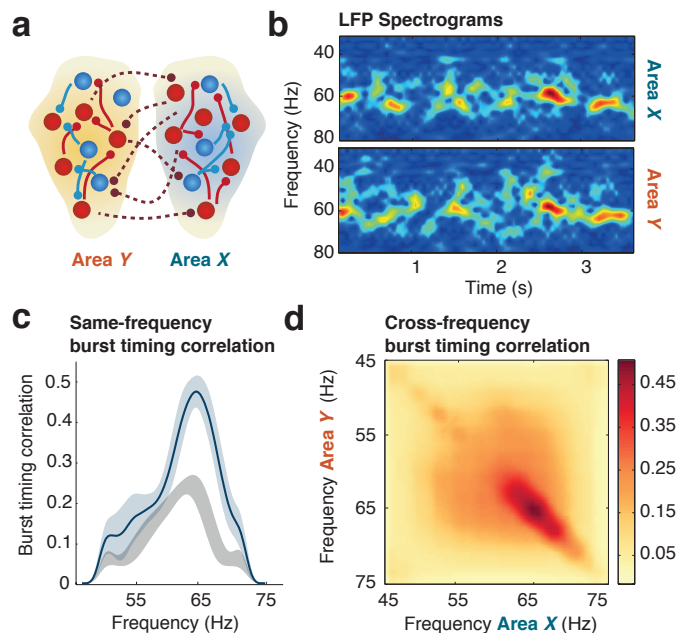 a
Area Y
Area X
b
LFP Spectrograms
Frequency (Hz)
40
60
80
Area X
40
60
80
Area Y
1
2
3
Time (s)
c
Same-frequency
burst timing correlation
Burst timing correlation
0.5
0.4
0.3
0.2
0.1
0
55
65
75
Frequency (Hz)
d
Cross-frequency
burst timing correlation
Frequency Area Y (Hz)
45
55
65
75
45
55
65
75
Frequency Area X (Hz)
0.45
0.35
0.25
0.15
0.05